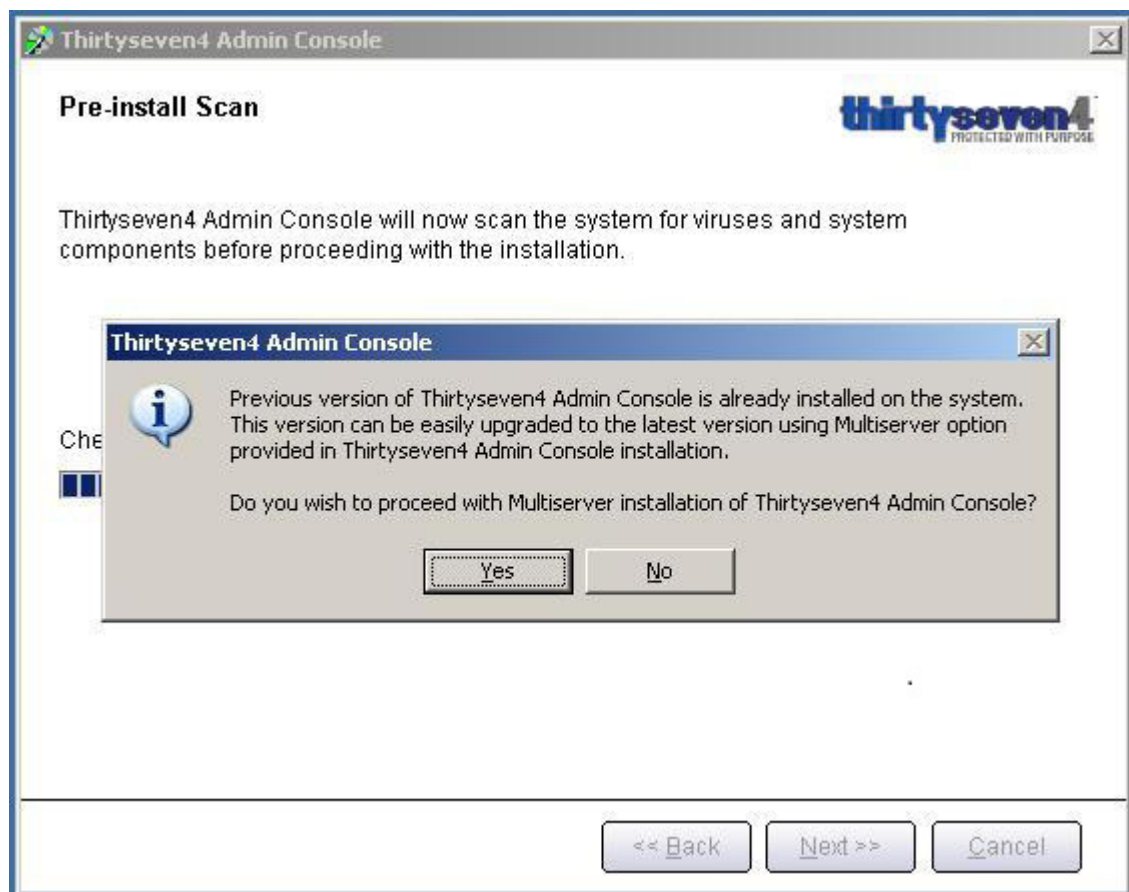 Thirtyseven4 Admin Console
Pre-install Scan
thirtyseven4
PROTECTED WITH PURPOSE
Thirtyseven4 Admin Console will now scan the system for viruses and system
components before proceeding with the installation.
Thirtyseven4 Admin Console
Previous version of Thirtyseven4 Admin Console is already installed on the system.
This version can be easily upgraded to the latest version using Multiserver option
provided in Thirtyseven4 Admin Console installation.
Do you wish to proceed with Multiserver installation of Thirtyseven4 Admin Console?
Che
Yes
No
<< Back
Next >>
Cancel